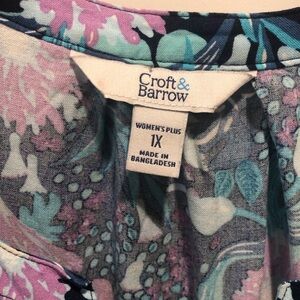 Croft&
Barrow
WOMEN'S PLUS
1X
MADE IN
BANGLADESH